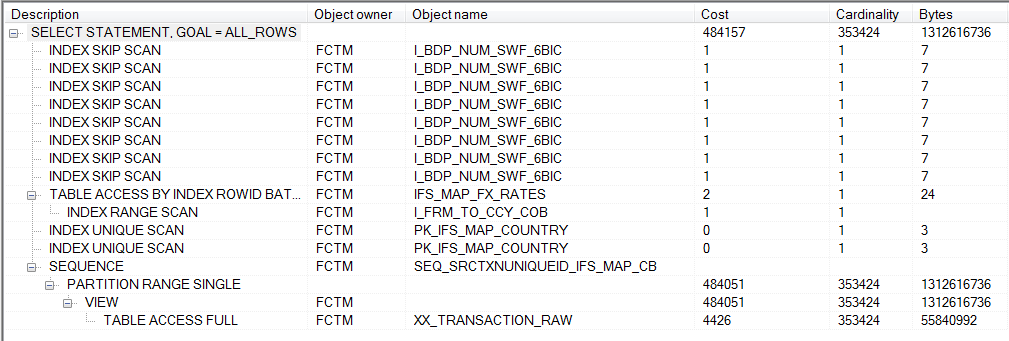 Description Object owner Object name Cost Cardinality Bytes
SELECT STATEMENT, GOAL = ALL_ROWS 484157 353424 1312616736
INDEX SKIP SCAN FCTM I_BDP_NUM_SWF_6BIC 1 1 7
INDEX SKIP SCAN FCTM I_BDP_NUM_SWF_6BIC 1 1 7
INDEX SKIP SCAN FCTM I_BDP_NUM_SWF_6BIC 1 1 7
INDEX SKIP SCAN FCTM I_BDP_NUM_SWF_6BIC 1 1 7
INDEX SKIP SCAN FCTM I_BDP_NUM_SWF_6BIC 1 1 7
INDEX SKIP SCAN FCTM I_BDP_NUM_SWF_6BIC 1 1 7
INDEX SKIP SCAN FCTM I_BDP_NUM_SWF_6BIC 1 1 7
INDEX SKIP SCAN FCTM I_BDP_NUM_SWF_6BIC 1 1 7
TABLE ACCESS BY INDEX ROWID BAT... FCTM IFS_MAP_FX_RATES 2 1 24
INDEX RANGE SCAN FCTM I_FRM_TO_CCY_COB 1 1
INDEX UNIQUE SCAN FCTM PK_IFS_MAP_COUNTRY 0 1 3
INDEX UNIQUE SCAN FCTM PK_IFS_MAP_COUNTRY 0 1 3
SEQUENCE FCTM SEQ_SRCTXNUNIQUEID_IFS_MAP_CB
PARTITION RANGE SINGLE 484051 353424 1312616736
VIEW FCTM 484051 353424 1312616736
TABLE ACCESS FULL FCTM XX_TRANSACTION_RAW 4426 353424 55840992